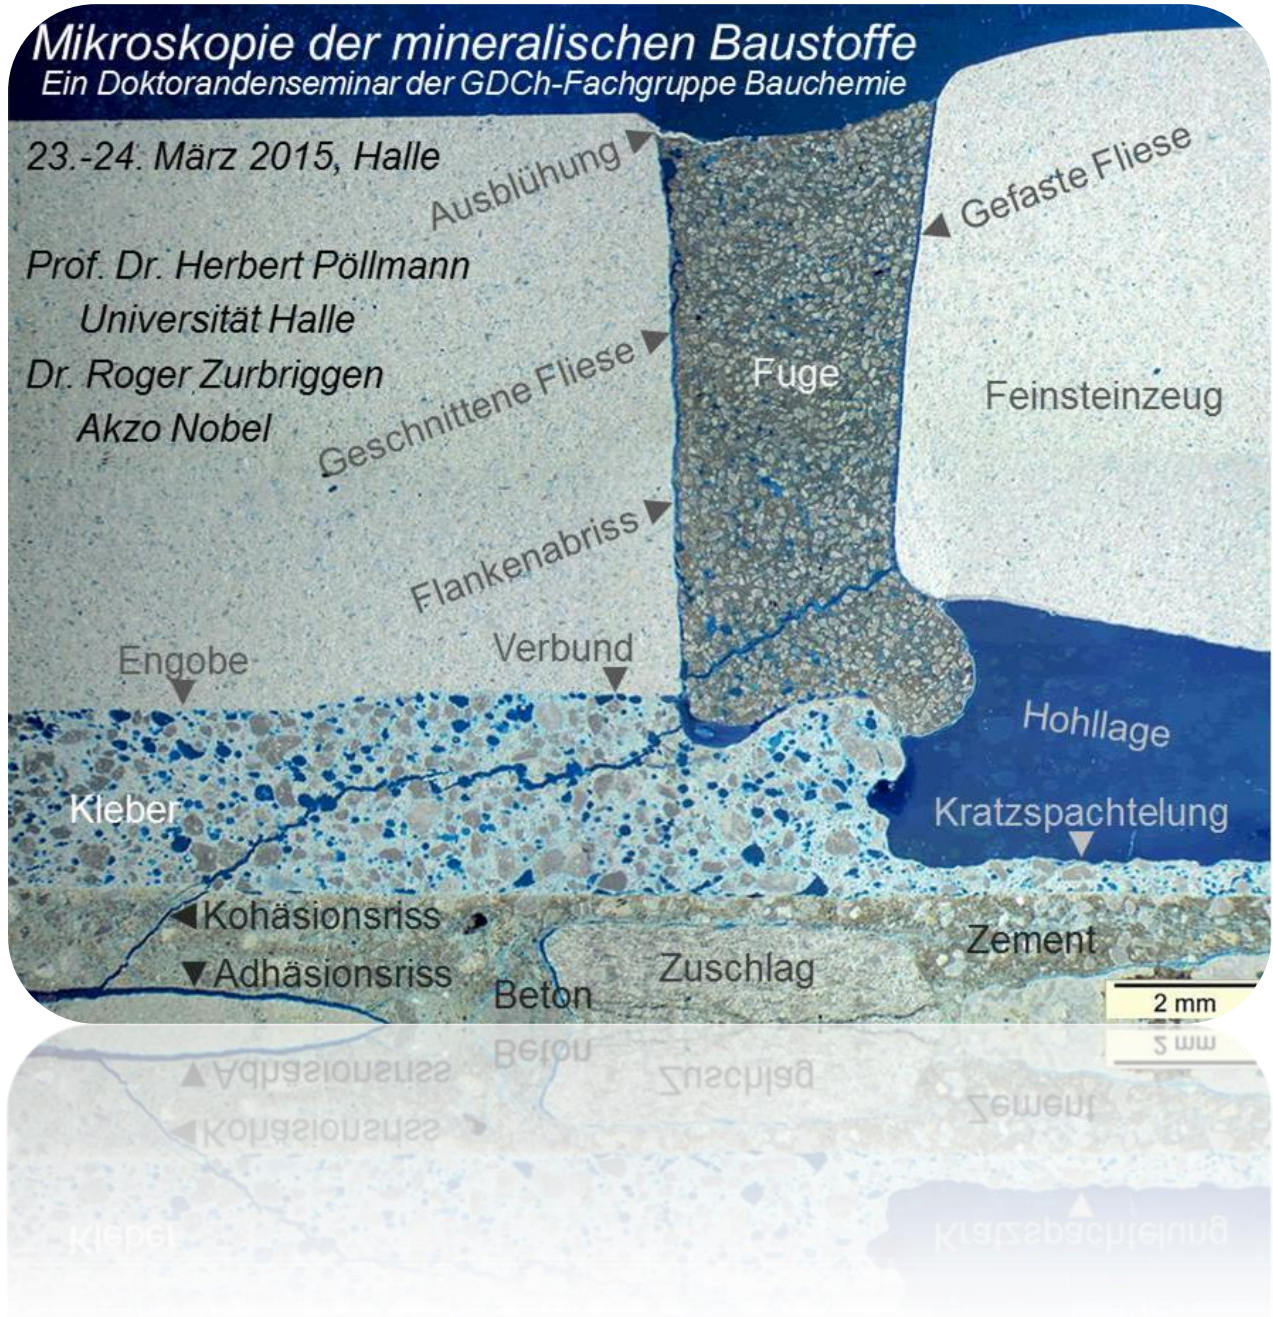 Mikroskopie der mineralischen Baustoffe
Ein Doktorandenseminar der GDCh-Fachgruppe Bauchemie
23.-24. März 2015, Halle
Prof. Dr. Herbert Pöllmann
Universität Halle
Dr. Roger Zurbriggen
Akzo Nobel
Ausblühung
Gefaste Fliese
Geschnittene Fliese
Fuge
Feinsteinzeug
Flankenabriss
Engobe
Verbund
Hohllage
Kleber
Kratzspachtelung
Kohäsionsriss
Zement
Adhäsionsriss
Zuschlag
Beton
2 mm